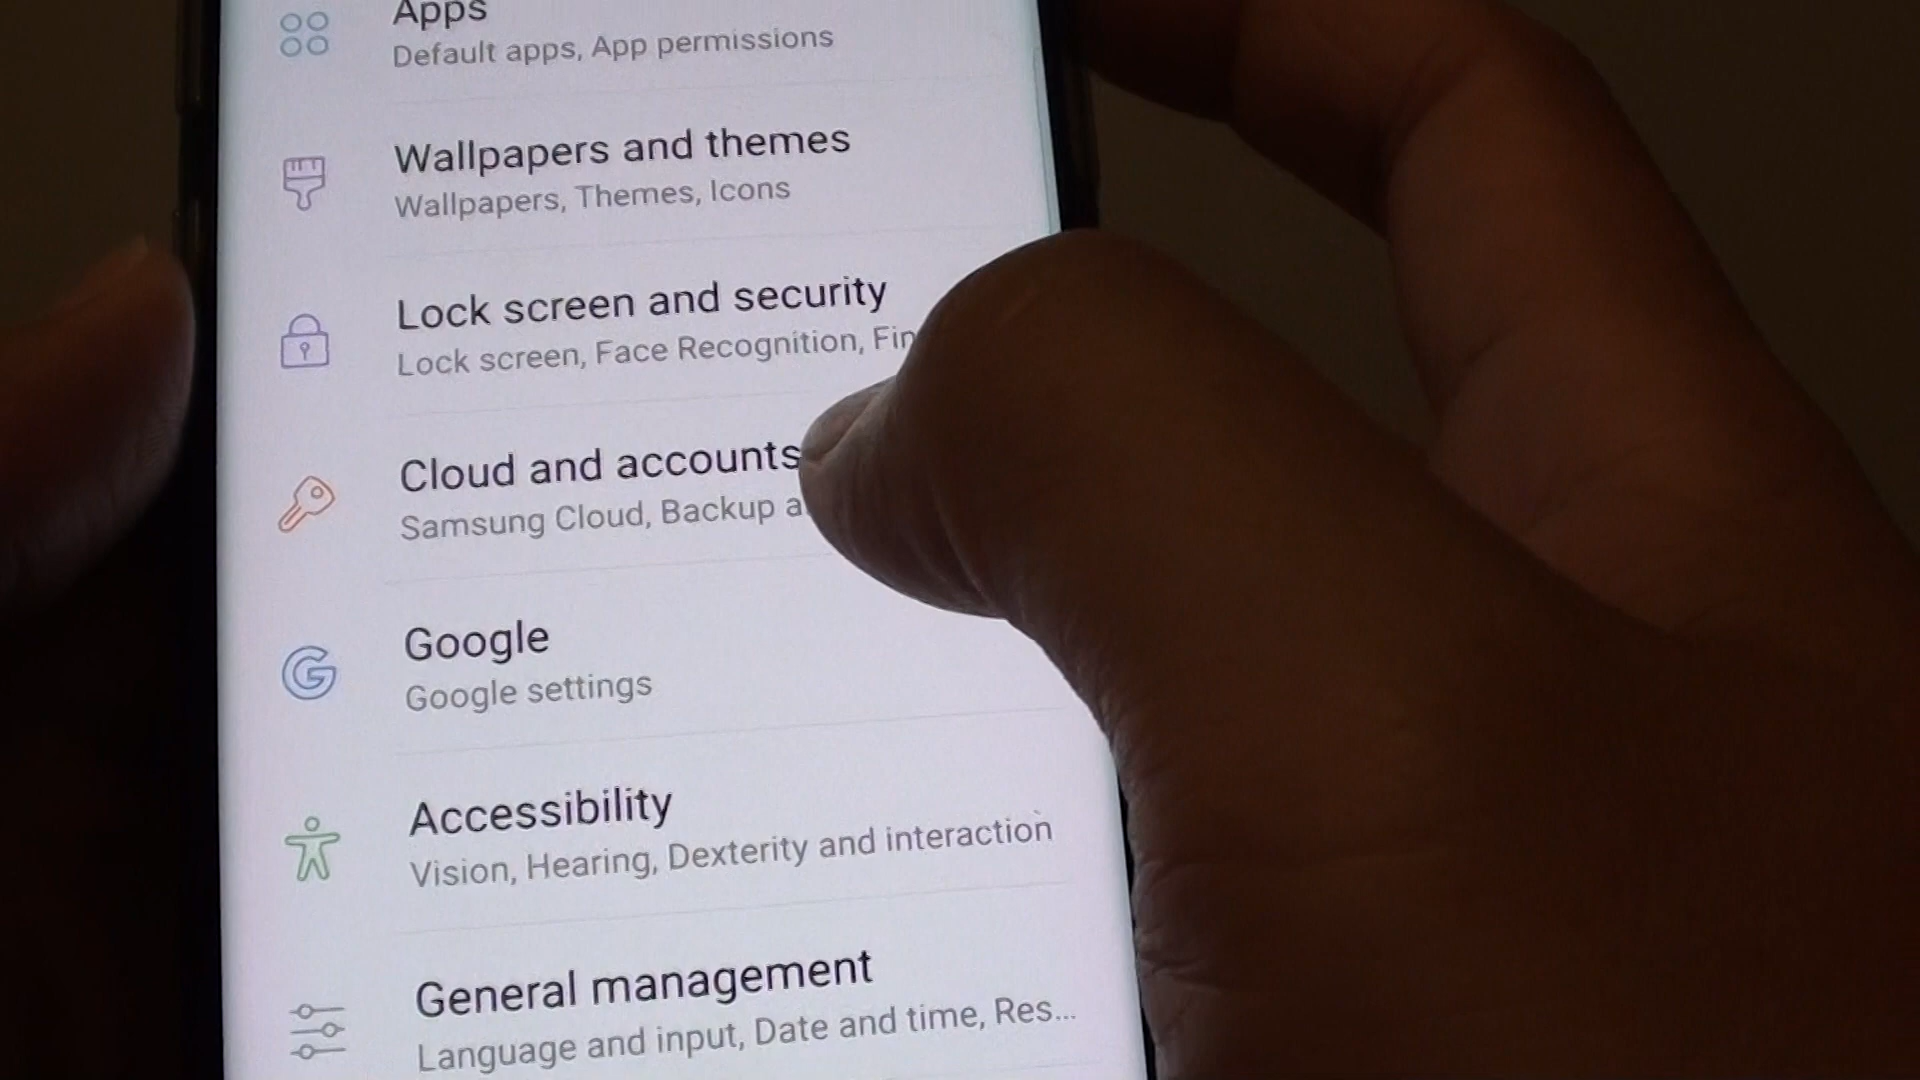 Apps
Default apps, App permissions
Wallpapers and themes
Wallpapers, Themes, Icons
Lock screen and security
Lock screen, Face Recognition, Fin
Cloud and accounts
Samsung Cloud, Backup a
Google
Google settings
Accessibility
Vision, Hearing, Dexterity and interaction
General management
Language and input, Date and time, Res...